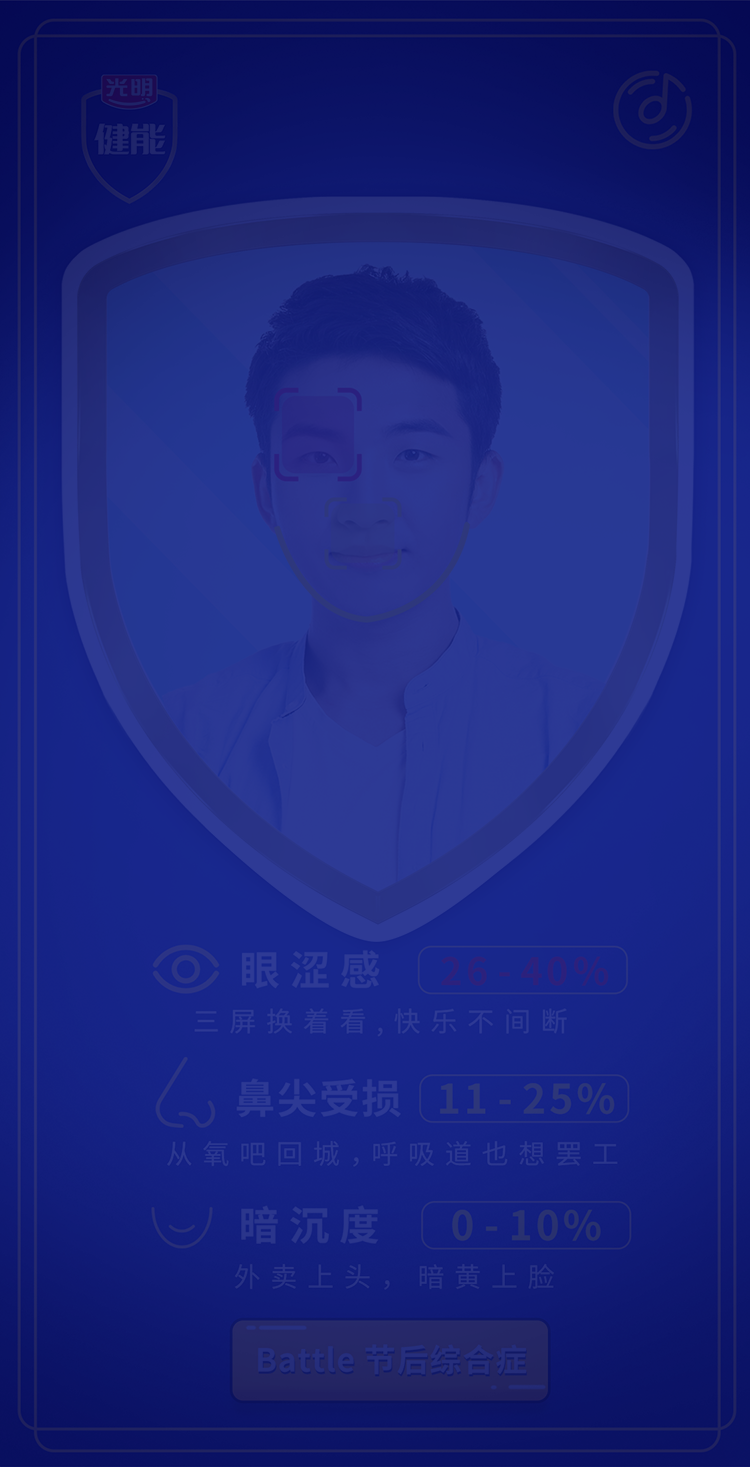 光明
健能
眼涩感 26-40%
三屏换着看,快乐不间断
鼻尖受损 11-25%
从氧吧回城,呼吸道也想罢工
暗沉度 0-10%
外卖上头，暗黄上脸
Battle 节后综合症